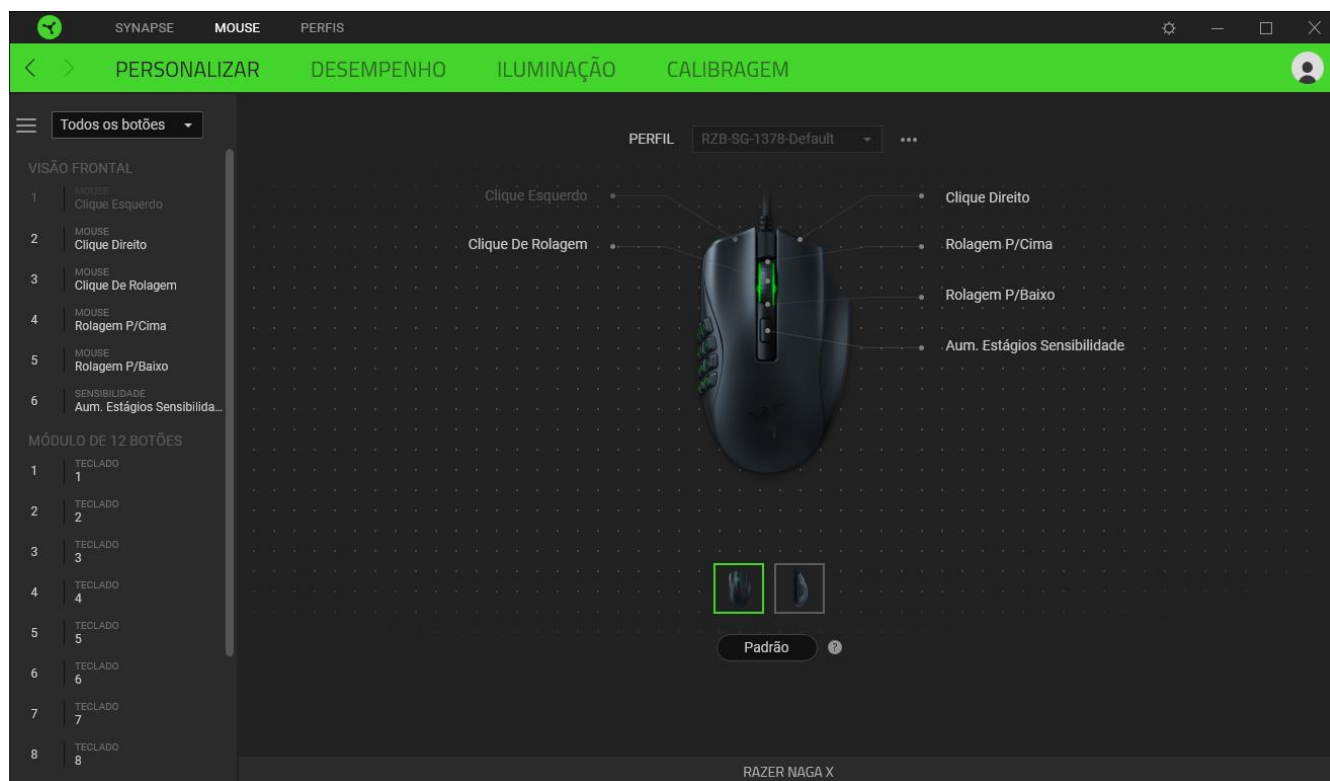 SYNAPSE MOUSE PERFIS
PERSONALIZAR DESEMPENHO ILUMINAÇÃO CALIBRAGEM
Todos os botões
PERFIL RZB-SG-1378-Default
VISÃO FRONTAL
1 MOUSE
Clique Esquerdo
2 MOUSE
Clique Direito
3 MOUSE
Clique De Rolagem
4 MOUSE
Rolagem P/Cima
5 MOUSE
Rolagem P/Baixo
6 SENSIBILIDADE
Aum. Estágios Sensibilida...
MÓDULO DE 12 BOTÕES
1 TECLADO
1
2 TECLADO
2
3 TECLADO
3
4 TECLADO
4
5 TECLADO
5
6 TECLADO
6
7 TECLADO
7
8 TECLADO
8
Clique Esquerdo
Clique De Rolagem
Clique Direito
Rolagem P/Cima
Rolagem P/Baixo
Aum. Estágios Sensibilidade
Padrão ?
RAZER NAGA X